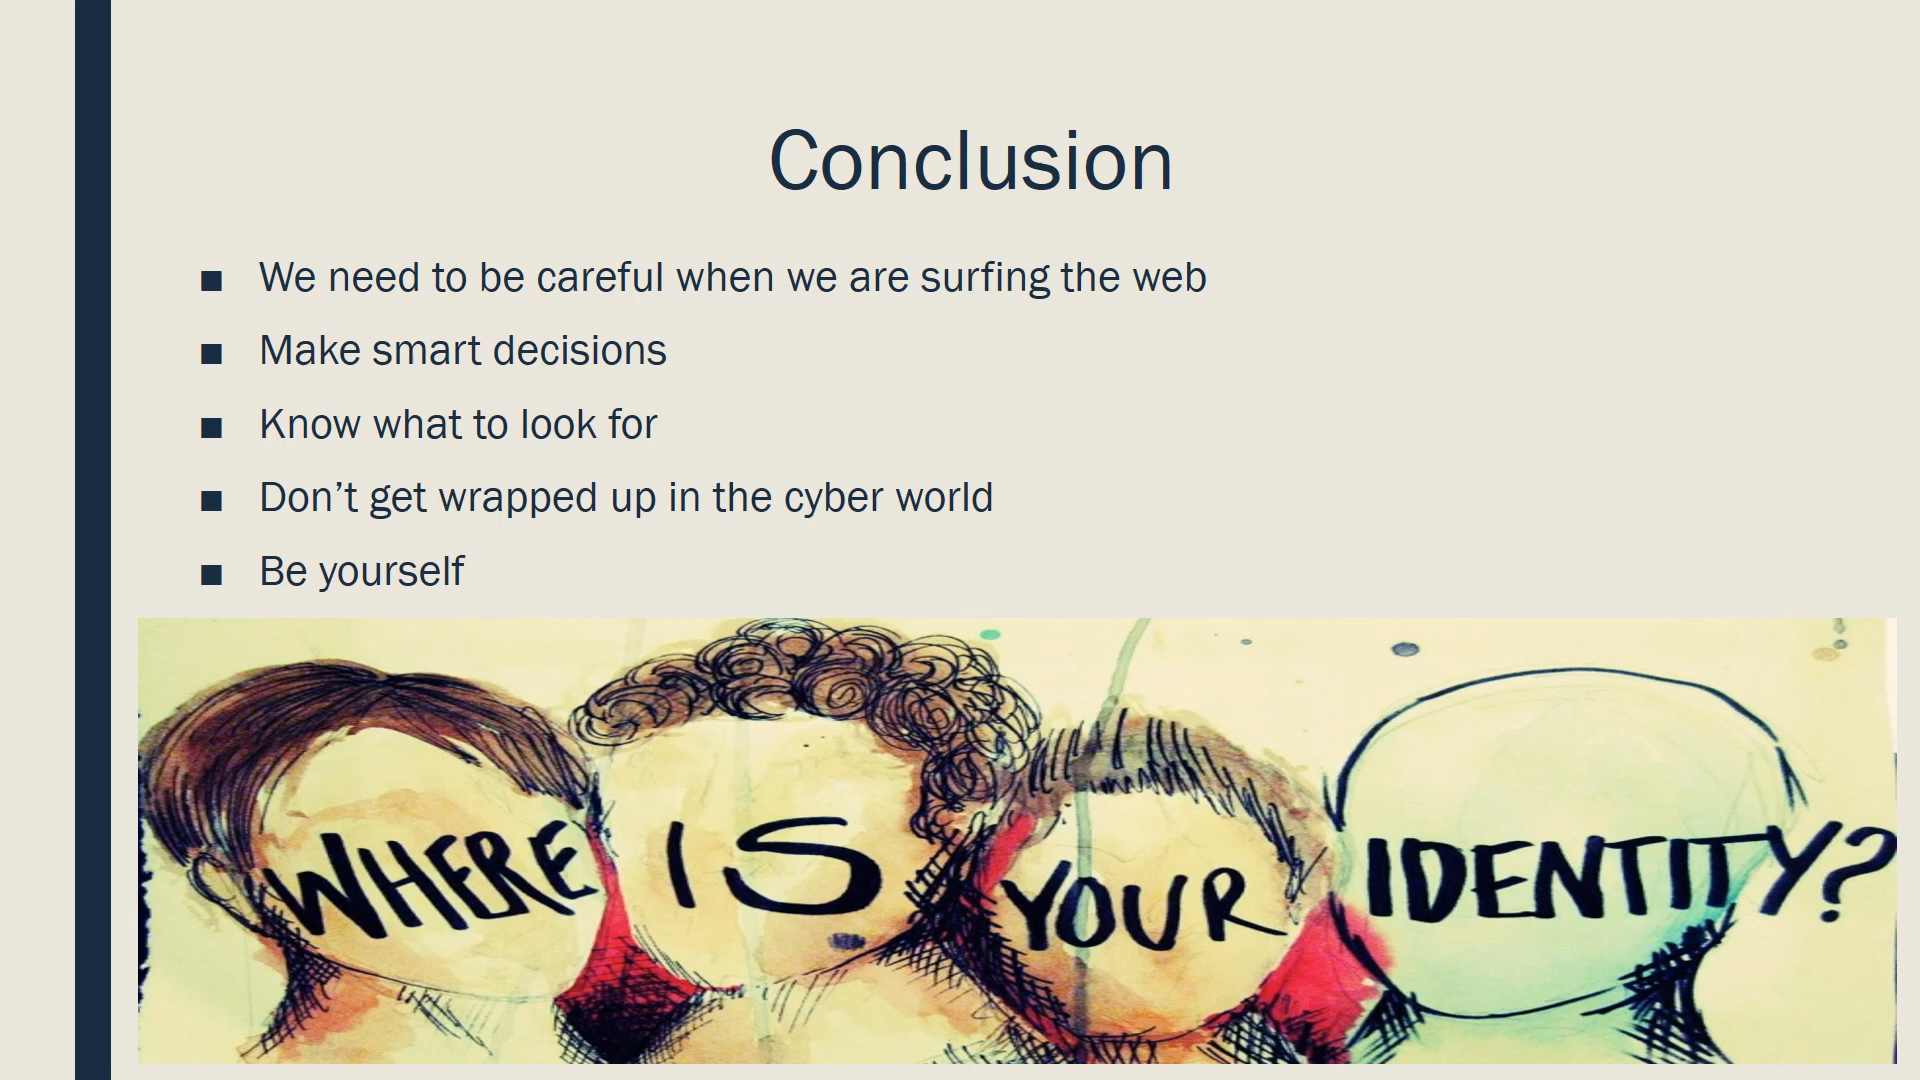 Conclusion
■ We need to be careful when we are surfing the web
■ Make smart decisions
■ Know what to look for
■ Don’t get wrapped up in the cyber world
■ Be yourself
WHERE IS YOUR IDENTITY?